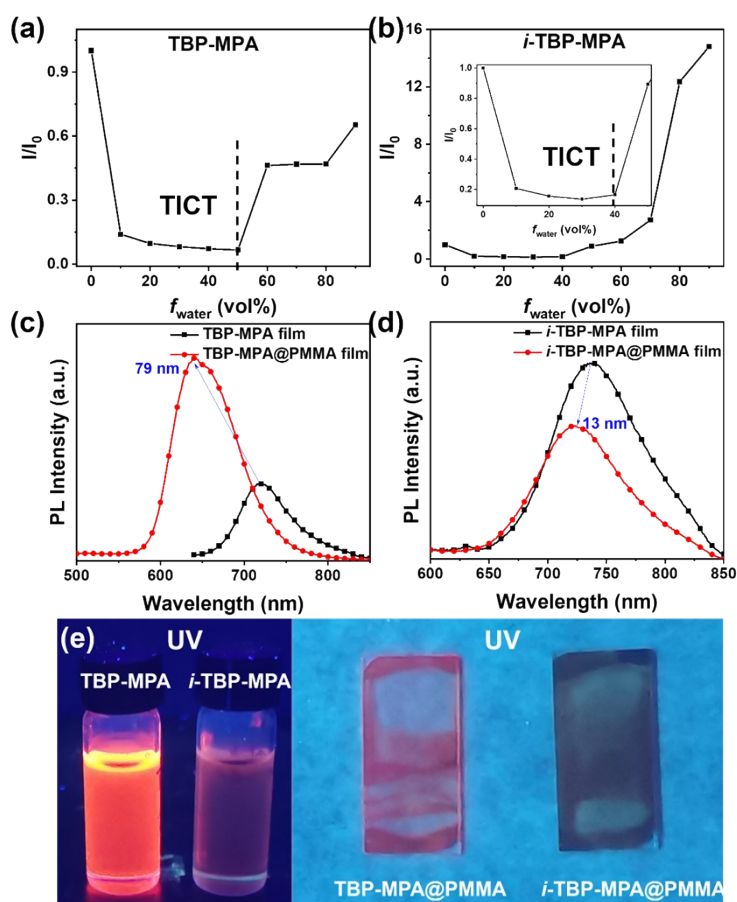 (a)
TBP-MPA
I/I0
0.9
0.6
0.3
0.0
TICT
0 20 40 60 80
fwater (vol%)
(b)
i-TBP-MPA
I/I0
16
12
8
4
0
I/I0
1.0
0.8
0.6
0.4
0.2
TICT
0 20 40
fwater (vol%)
0 20 40 60 80
fwater (vol%)
(c)
TBP-MPA film
TBP-MPA@PMMA film
79 nm
PL Intensity (a.u.)
500 600 700 800
Wavelength (nm)
(d)
i-TBP-MPA film
i-TBP-MPA@PMMA film
13 nm
PL Intensity (a.u.)
600 650 700 750 800 850
Wavelength (nm)
(e)
UV
TBP-MPA i-TBP-MPA
UV
TBP-MPA@PMMA i-TBP-MPA@PMMA